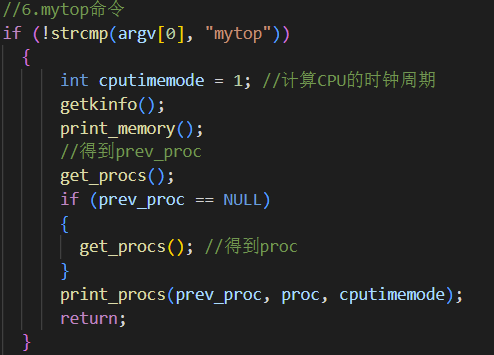 //6.mytop命令
if (!strcmp(argv[0], "mytop"))
{
int cputimemode = 1; //计算CPU的时钟周期
getkinfo();
print_memory();
//得到prev_proc
get_procs();
if (prev_proc == NULL)
{
get_procs(); //得到proc
}
print_procs(prev_proc, proc, cputimemode);
return;
}